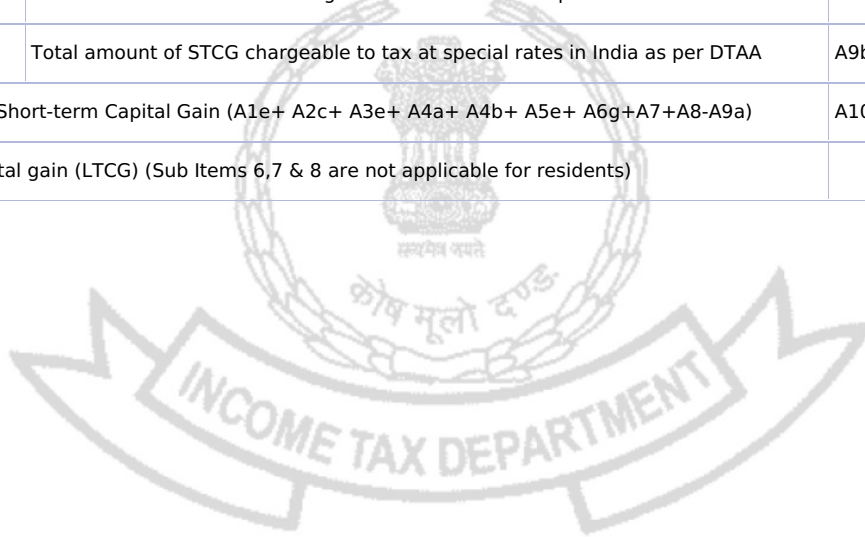 Total amount of STCG chargeable to tax at special rates in India as per DTAA A9b
Short-term Capital Gain (A1e+ A2c+ A3e+ A4a+ A4b+ A5e+ A6g+A7+A8-A9a) A10
tal gain (LTCG) (Sub Items 6,7 & 8 are not applicable for residents)
सत्यमेव जयते
कोष मूलो दण्ड:
INCOME TAX DEPARTMENT